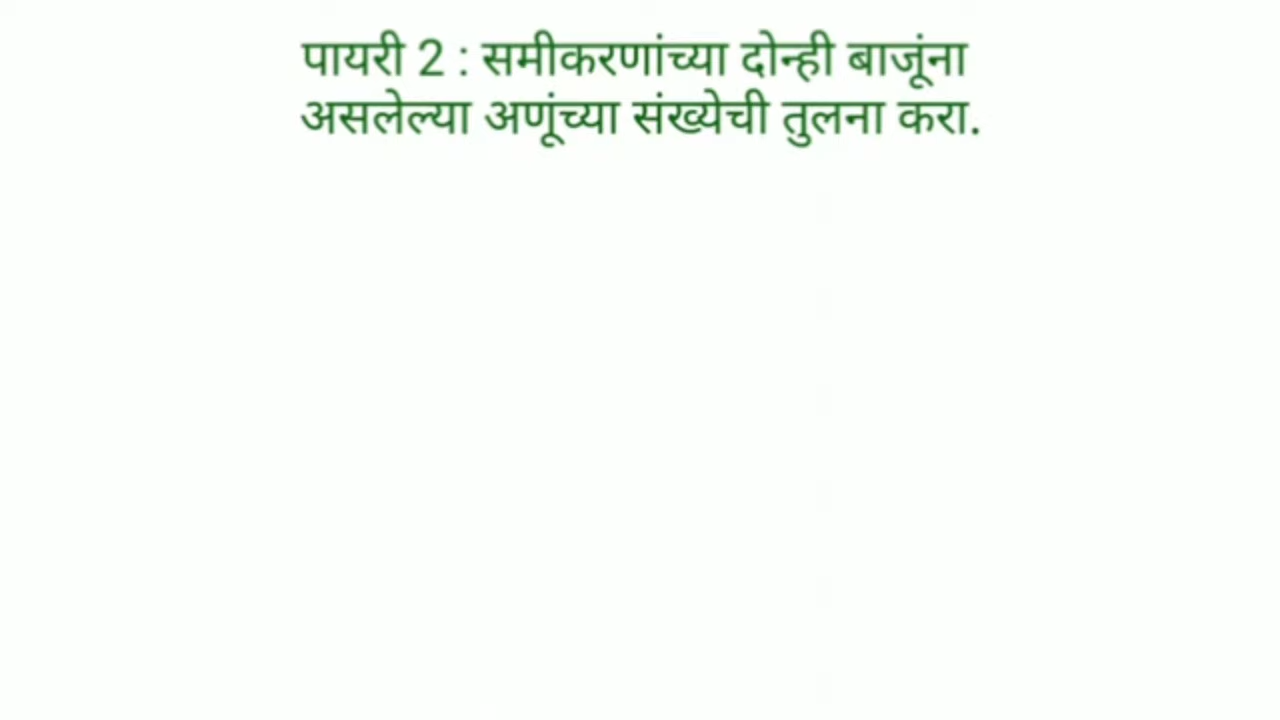 पायरी 2 : समीकरणांच्या दोन्ही बाजूंना
असलेल्या अणूंच्या संख्येची तुलना करा.